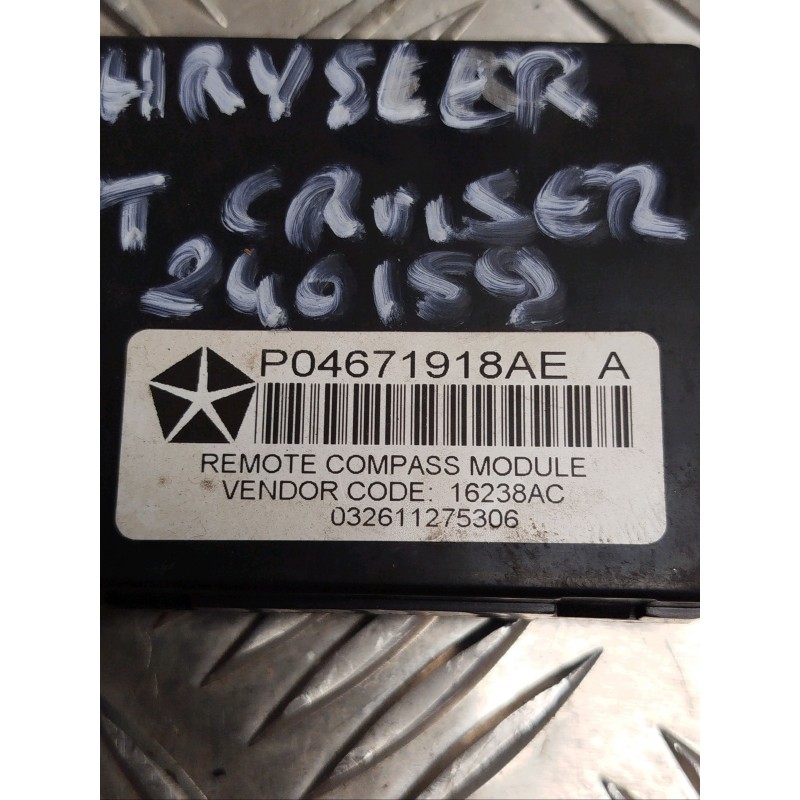 HRYSLER
T CRUISER
240159
P04671918AE A
REMOTE COMPASS MODULE
VENDOR CODE: 16238AC
032611275306